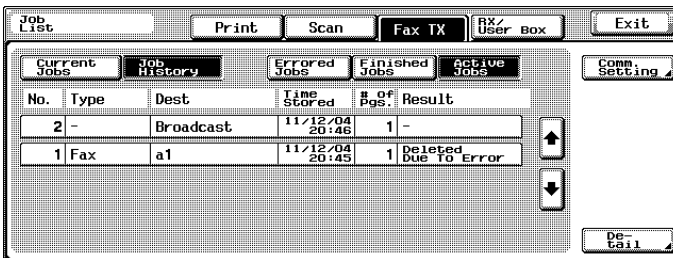 Job
List
Print
Scan
Fax TX
RX/
User Box
Exit
Current
Jobs
Job
History
Errored
Jobs
Finished
Jobs
Active
Jobs
Comm.
Setting
No. Type Dest Time
Stored # of
Pgs. Result
2 - Broadcast 11/12/04
20:46 1 -
1 Fax a1 11/12/04
20:45 1 Deleted
Due To Error
De-
tail